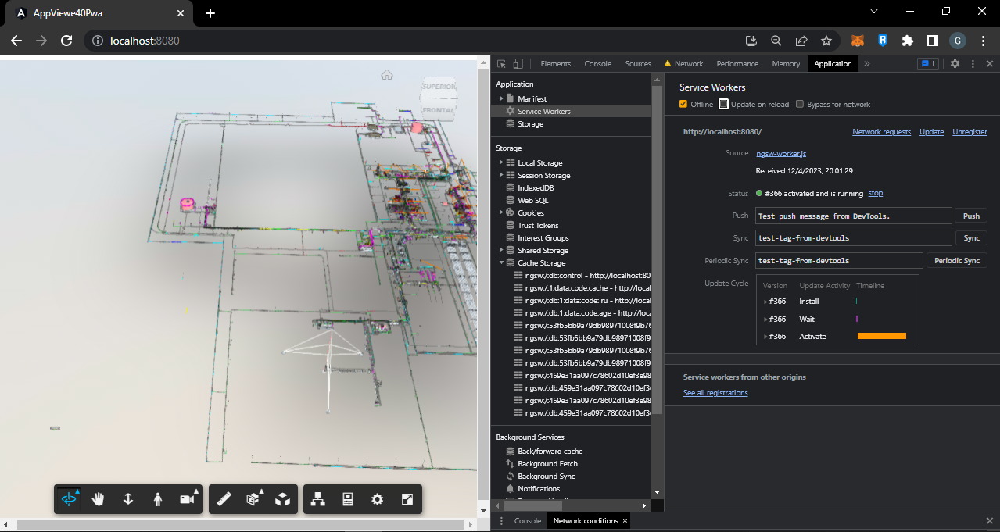 AppViewe40Pwa
localhost:8080
G
SUPERIOR
FRONTAL
Elements Console Sources Network Performance Memory Application 1
Application
Manifest
Service Workers
Storage
Storage
Local Storage
Session Storage
IndexedDB
Web SQL
Cookies
Trust Tokens
Interest Groups
Shared Storage
Cache Storage
ngsw:/:db:control - http://localhost:80
ngsw:/:1:data:code:cache - http://local
ngsw:/:db:1:data:code:lru - http://local
ngsw:/:db:1:data:code:age - http://loc
ngsw:/:53fb5bb9a79db98971008f9b76
ngsw:/:db:53fb5bb9a79db98971008f9
ngsw:/:53fb5bb9a79db98971008f9b76
ngsw:/:db:53fb5bb9a79db98971008f9
ngsw:/:459e31aa097c78602d10ef3e98
ngsw:/:db:459e31aa097c78602d10ef3
ngsw:/:459e31aa097c78602d10ef3e98
ngsw:/:db:459e31aa097c78602d10ef3
Background Services
Back/forward cache
Background Fetch
Background Sync
Notifications
Service Workers
Offline Update on reload Bypass for network
http://localhost:8080/ Network requests Update Unregister
Source ngsw-worker.js
Received 12/4/2023, 20:01:29
Status #366 activated and is running stop
Push Test push message from DevTools. Push
Sync test-tag-from-devtools Sync
Periodic Sync test-tag-from-devtools Periodic Sync
Update Cycle Version Update Activity Timeline
#366 Install
#366 Wait
#366 Activate
Service workers from other origins
See all registrations
Console Network conditions